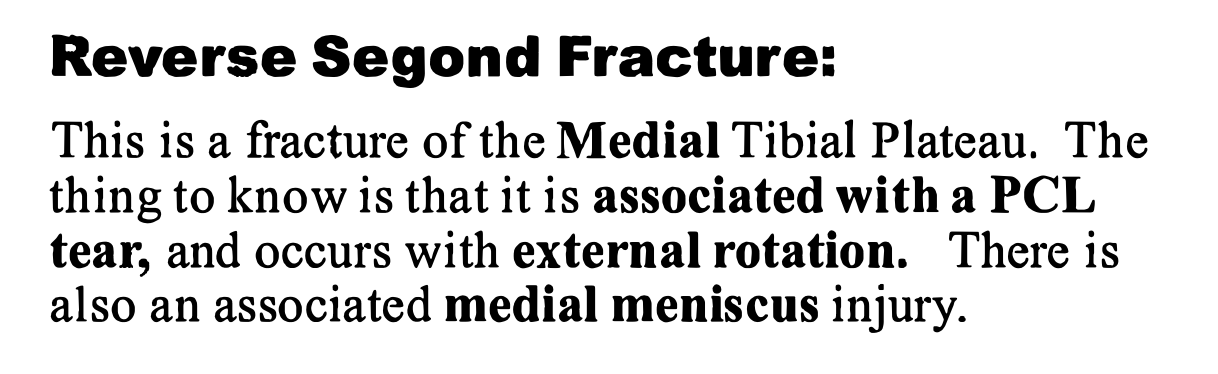 Reverse Segond Fracture:
This is a fracture of the Medial Tibial Plateau. The
thing to know is that it is associated with a PCL
tear, and occurs with external rotation. There is
also an associated medial meniscus injury.